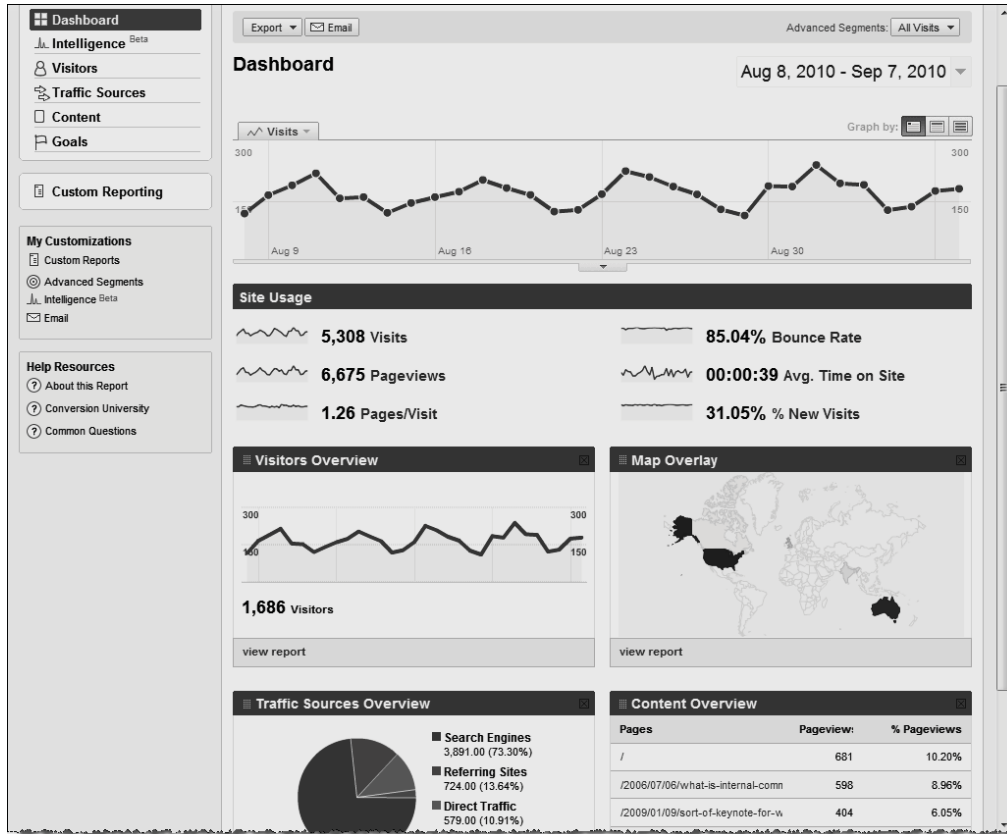 Dashboard
Intelligence Beta
Visitors
Traffic Sources
Content
Goals
Custom Reporting
My Customizations
Custom Reports
Advanced Segments
Intelligence Beta
Email
Help Resources
About this Report
Conversion University
Common Questions
Export
Email
Advanced Segments: All Visits
Dashboard
Aug 8, 2010 - Sep 7, 2010
Visits
Graph by:
300 300
150 150
Aug 9 Aug 16 Aug 23 Aug 30
Site Usage
5,308 Visits
85.04% Bounce Rate
6,675 Pageviews
00:00:39 Avg. Time on Site
1.26 Pages/Visit
31.05% % New Visits
Visitors Overview
300 300
150 150
1,686 Visitors
view report
Map Overlay
view report
Traffic Sources Overview
Search Engines
3,891.00 (73.30%)
Referring Sites
724.00 (13.64%)
Direct Traffic
579.00 (10.91%)
Content Overview
Pages Pageviews % Pageviews
/ 681 10.20%
/2006/07/06/what-is-internal-comn 598 8.96%
/2009/01/09/sort-of-keynote-for-w 404 6.05%